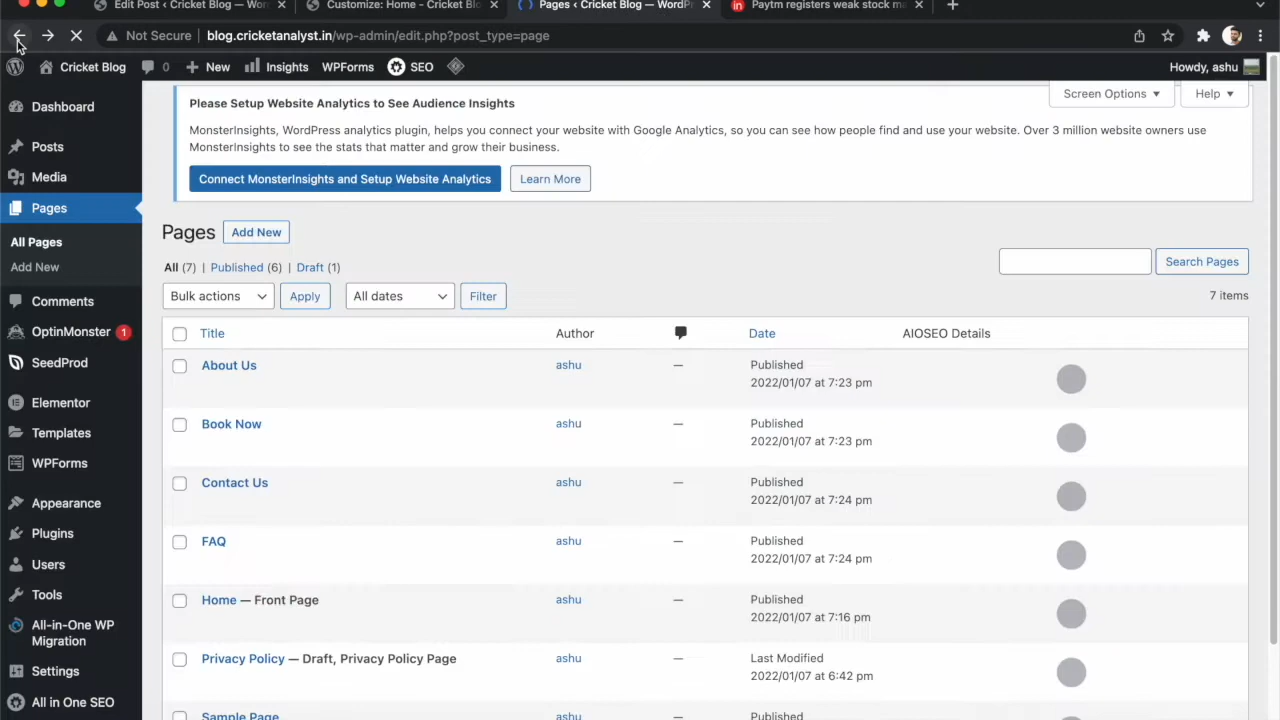 Edit Post ‹ Cricket Blog — Wor
Customize: Home - Cricket Blo
Pages ‹ Cricket Blog — WordPr
Paytm registers weak stock ma
Not Secure
blog.cricketanalyst.in/wp-admin/edit.php?post_type=page
Cricket Blog
0
New
Insights
WPForms
SEO
Howdy, ashu
Dashboard
Posts
Media
Pages
All Pages
Add New
Comments
OptinMonster 1
SeedProd
Elementor
Templates
WPForms
Appearance
Plugins
Users
Tools
All-in-One WP
Migration
Settings
All in One SEO
Screen Options
Help
Please Setup Website Analytics to See Audience Insights
MonsterInsights, WordPress analytics plugin, helps you connect your website with Google Analytics, so you can see how people find and use your website. Over 3 million website owners use
MonsterInsights to see the stats that matter and grow their business.
Connect MonsterInsights and Setup Website Analytics
Learn More
Pages
Add New
All (7) | Published (6) | Draft (1)
Search Pages
Bulk actions
Apply
All dates
Filter
7 items
Title
Author
Date
AIOSEO Details
About Us
ashu
—
Published
2022/01/07 at 7:23 pm
Book Now
ashu
—
Published
2022/01/07 at 7:23 pm
Contact Us
ashu
—
Published
2022/01/07 at 7:24 pm
FAQ
ashu
—
Published
2022/01/07 at 7:24 pm
Home — Front Page
ashu
—
Published
2022/01/07 at 7:16 pm
Privacy Policy — Draft, Privacy Policy Page
ashu
—
Last Modified
2022/01/07 at 6:42 pm
Sample Page
ashu
—
Published